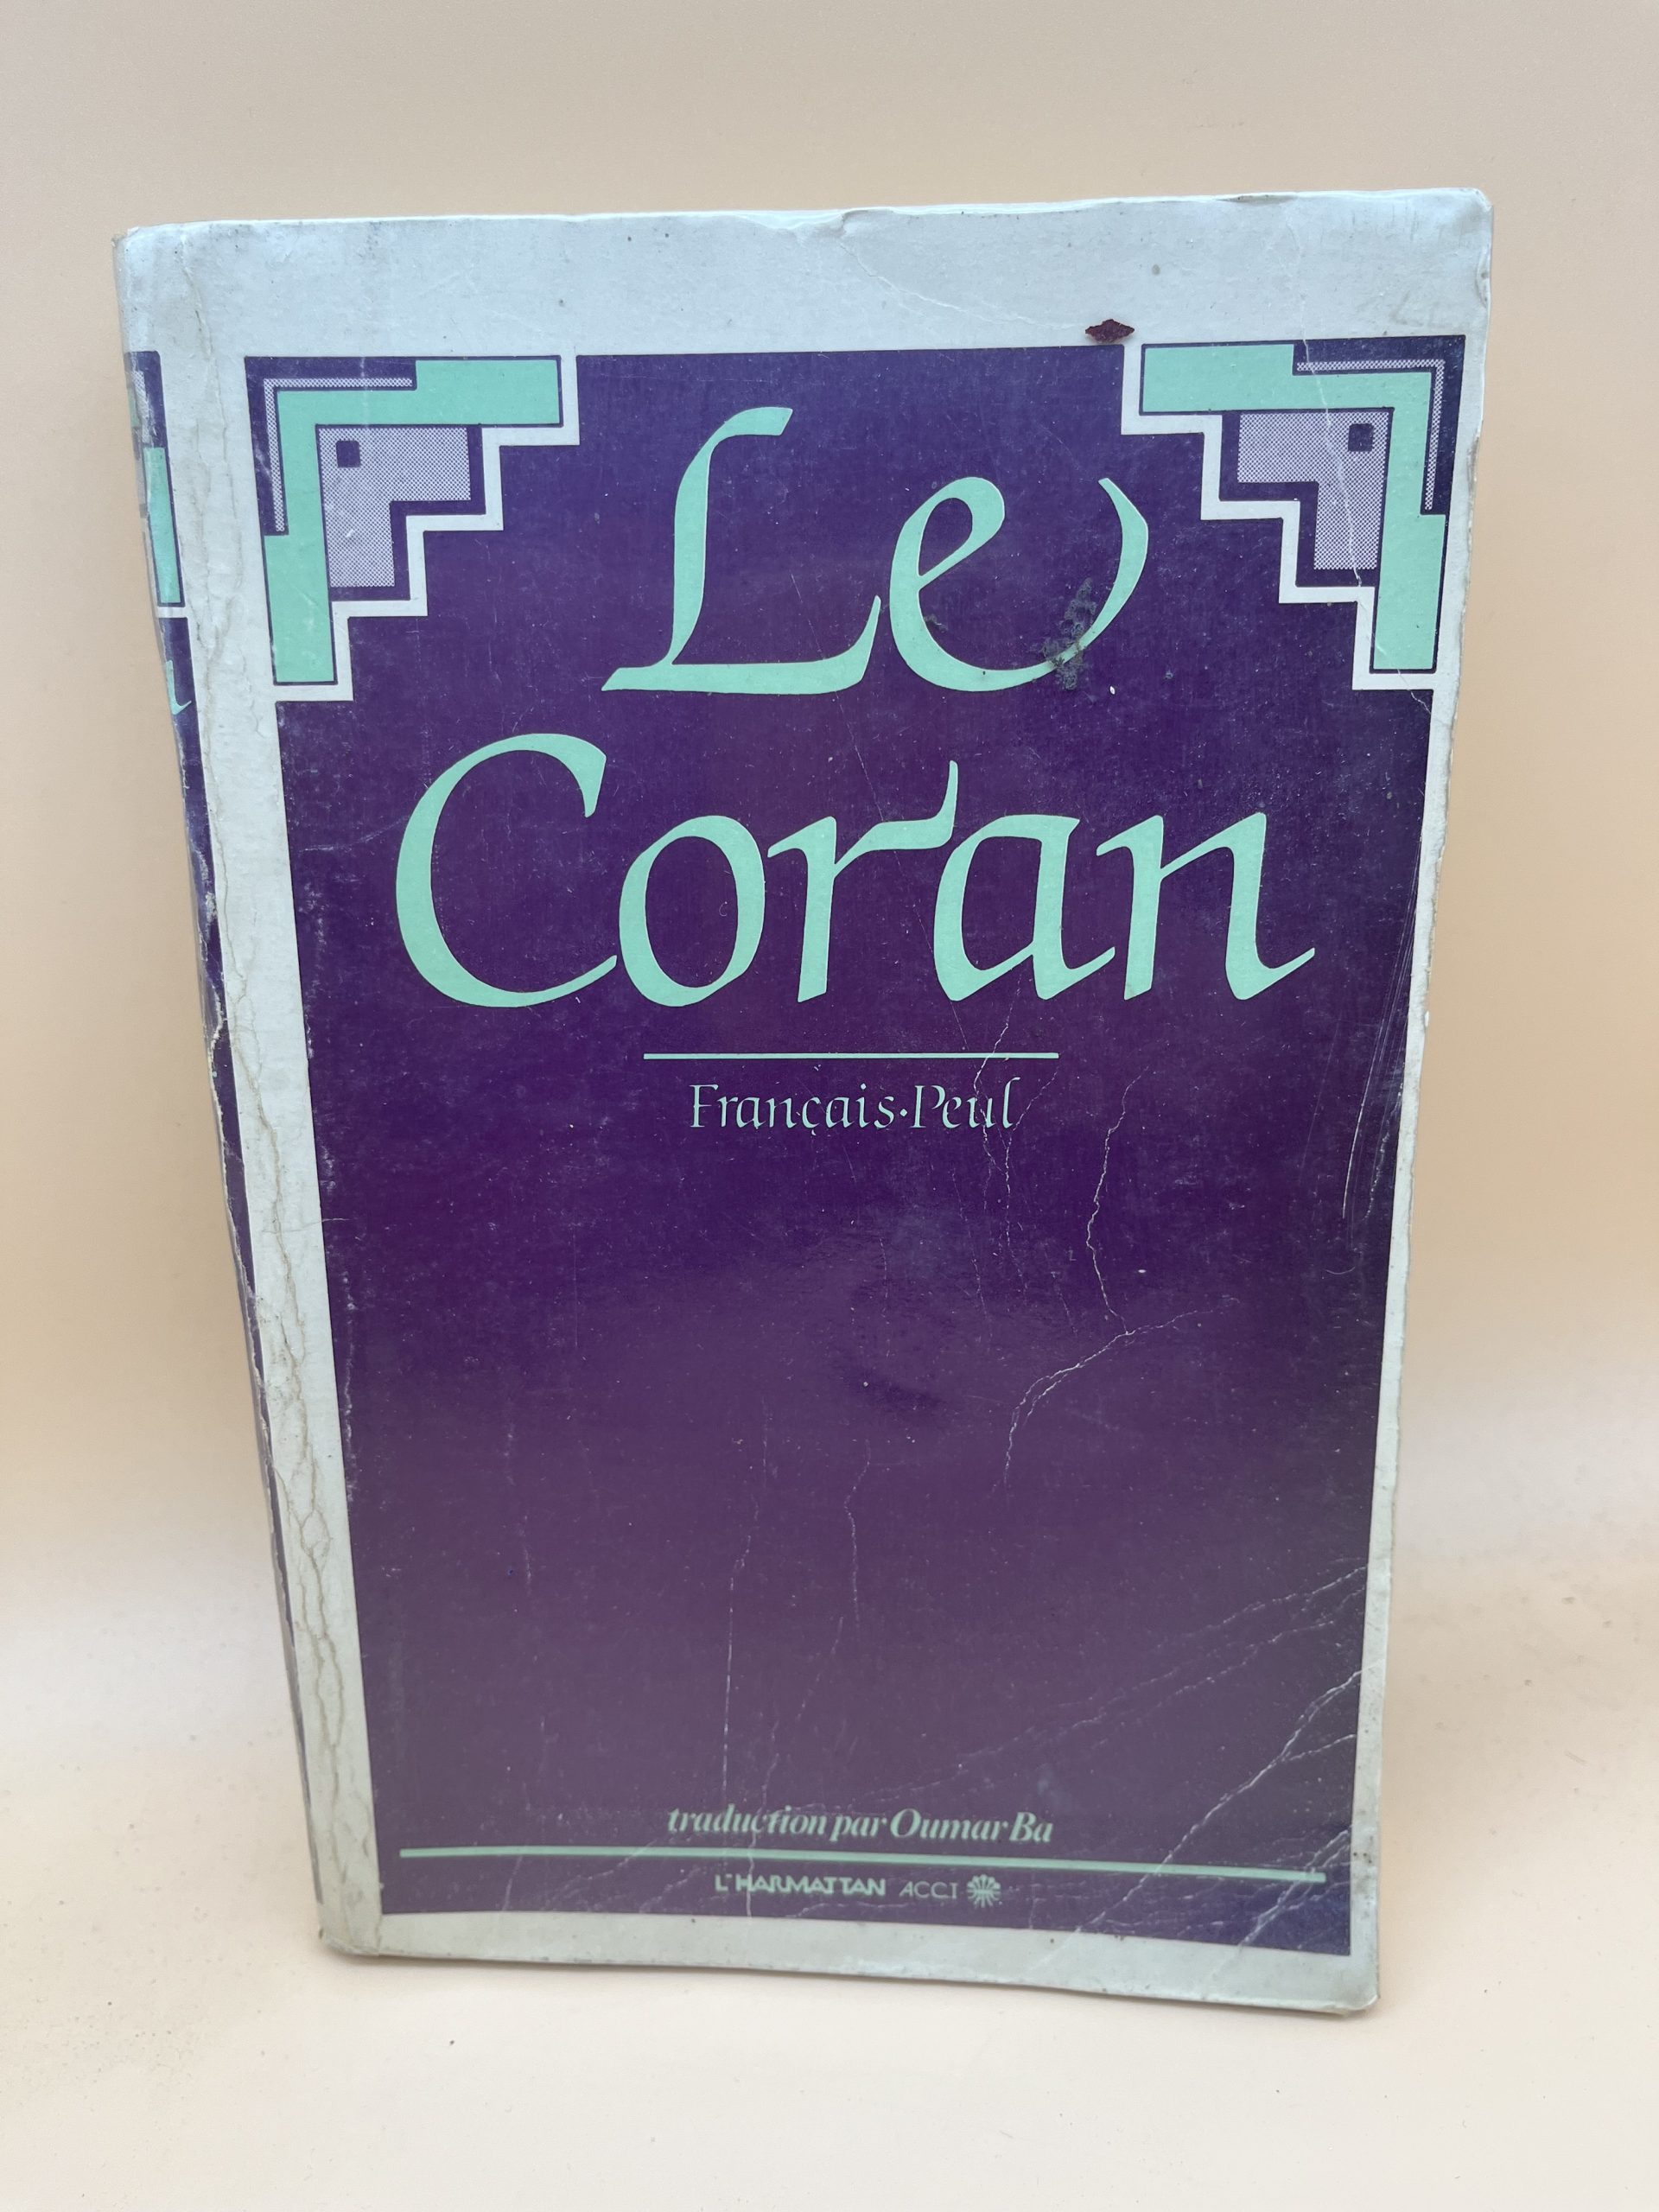 Le
Coran
Français·Peul
traduction par Oumar Ba
L'HARMATTAN ACCT